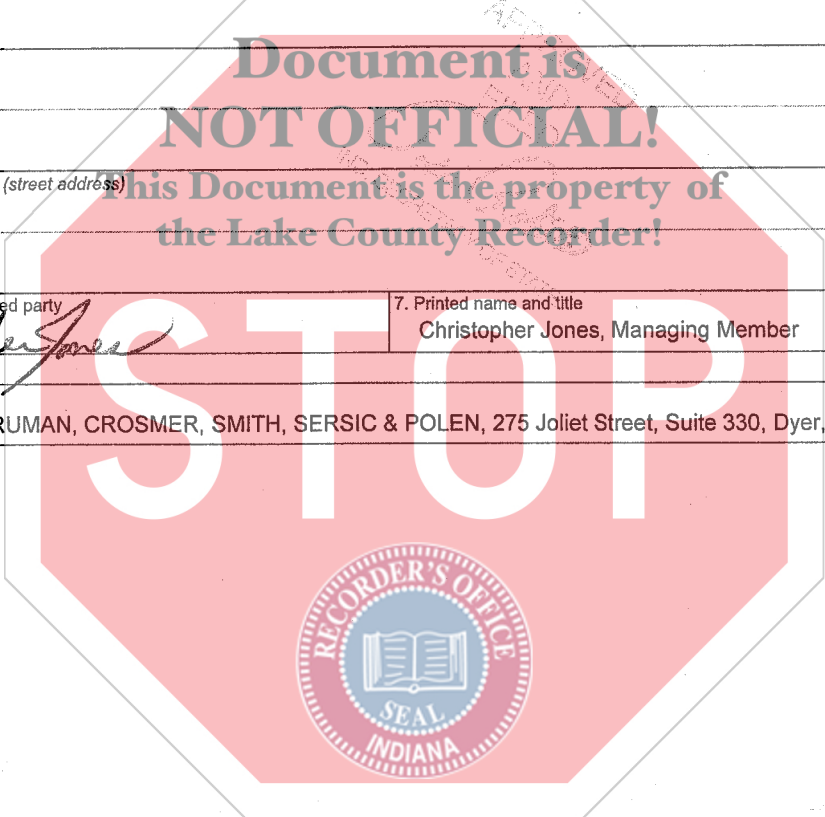 Document is
NOT OFFICIAL!
(street address)
This Document is the property of
the Lake County Recorder!
ed party
7. Printed name and title
Jones
Christopher Jones, Managing Member
STOP
RUMAN, CROSMER, SMITH, SERSIC & POLEN, 275 Joliet Street, Suite 330, Dyer,
RECORDER'S OFFICE
SEAL
INDIANA